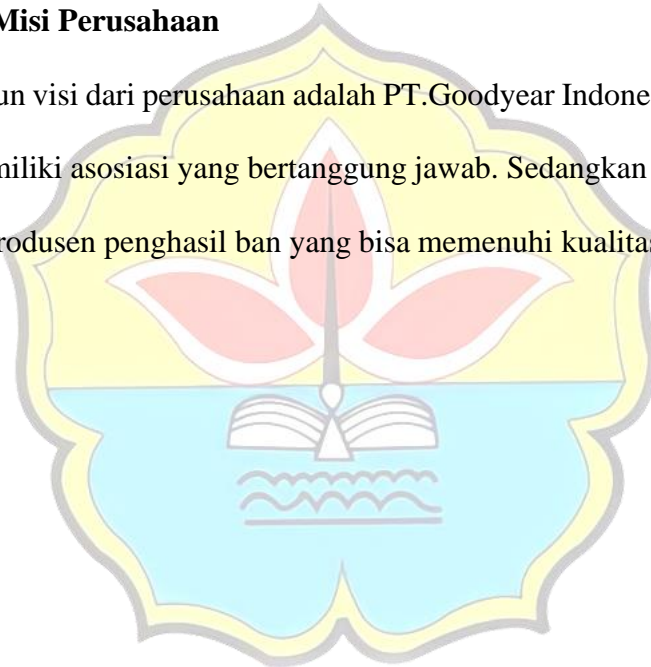 Misi Perusahaan
un visi dari perusahaan adalah PT.Goodyear Indone
miliki asosiasi yang bertanggung jawab. Sedangkan
rodusen penghasil ban yang bisa memenuhi kualitas